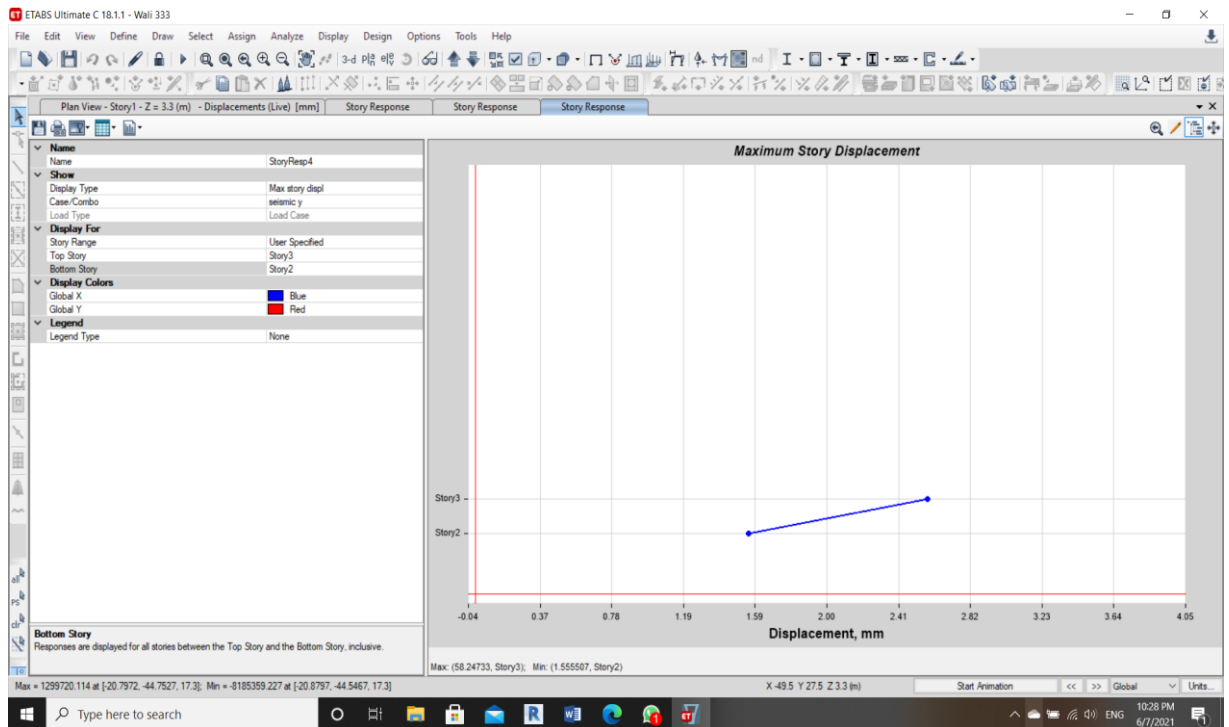 ETABS Ultimate C 18.1.1 - Wali 333
File Edit View Define Draw Select Assign Analyze Display Design Options Tools Help
3-d
nd
Plan View - Story1 - Z = 3.3 (m) - Displacements (Live) [mm] Story Response Story Response Story Response
Name
Name StoryResp4
Show
Display Type Max story displ
Case/Combo seismic y
Load Type Load Case
Display For
Story Range User Specified
Top Story Story3
Bottom Story Story2
Display Colors
Global X Blue
Global Y Red
Legend
Legend Type None
Bottom Story
Responses are displayed for all stories between the Top Story and the Bottom Story, inclusive.
all
PS
clr
Maximum Story Displacement
Story3
Story2
-0.04 0.37 0.78 1.19 1.59 2.00 2.41 2.82 3.23 3.64 4.05
Displacement, mm
Max: (58.24733, Story3); Min: (1.555507, Story2)
Max = 1299720.114 at [-20.7972, -44.7527, 17.3]; Min = -8185359.227 at [-20.8797, -44.5467, 17.3]
X -49.5 Y 27.5 Z 3.3 (m)
Start Animation << >> Global Units...
Type here to search
ENG
10:28 PM
6/7/2021